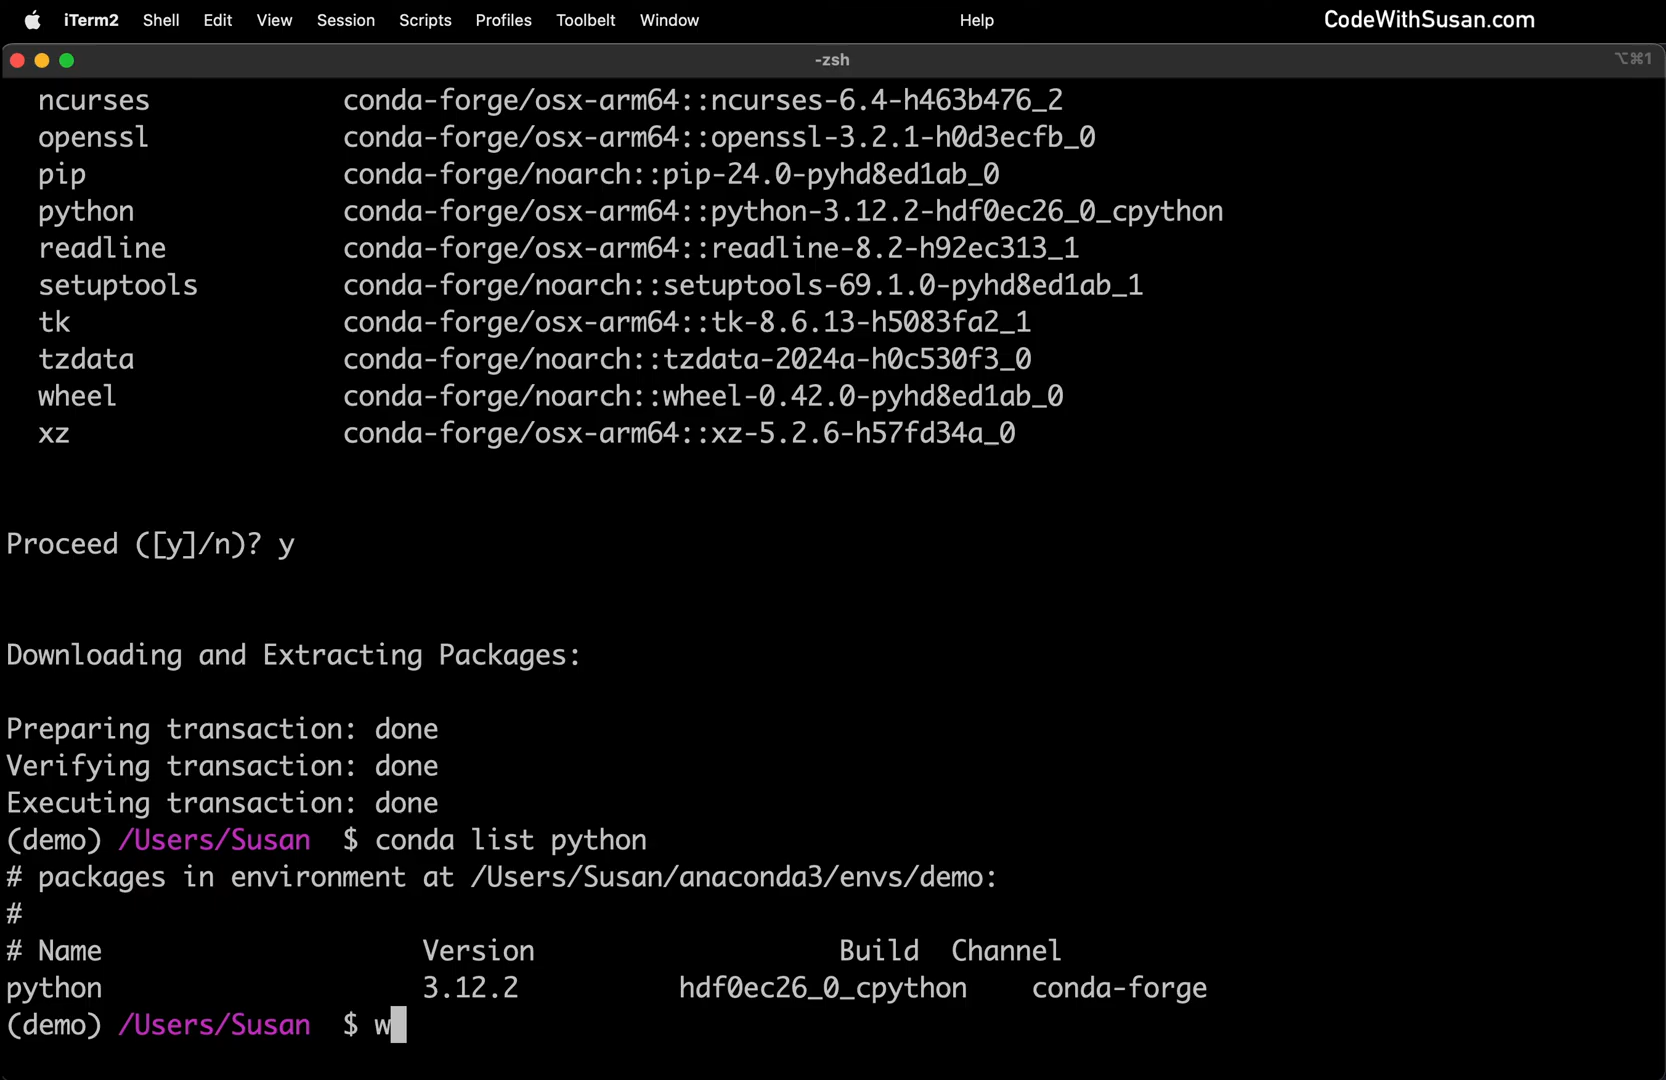 iTerm2 Shell Edit View Session Scripts Profiles Toolbelt Window Help CodeWithSusan.com
-zsh ⌥⌘1
ncurses conda-forge/osx-arm64::ncurses-6.4-h463b476_2
openssl conda-forge/osx-arm64::openssl-3.2.1-h0d3ecfb_0
pip conda-forge/noarch::pip-24.0-pyhd8ed1ab_0
python conda-forge/osx-arm64::python-3.12.2-hdf0ec26_0_cpython
readline conda-forge/osx-arm64::readline-8.2-h92ec313_1
setuptools conda-forge/noarch::setuptools-69.1.0-pyhd8ed1ab_1
tk conda-forge/osx-arm64::tk-8.6.13-h5083fa2_1
tzdata conda-forge/noarch::tzdata-2024a-h0c530f3_0
wheel conda-forge/noarch::wheel-0.42.0-pyhd8ed1ab_0
xz conda-forge/osx-arm64::xz-5.2.6-h57fd34a_0
Proceed ([y]/n)? y
Downloading and Extracting Packages:
Preparing transaction: done
Verifying transaction: done
Executing transaction: done
(demo) /Users/Susan $ conda list python
# packages in environment at /Users/Susan/anaconda3/envs/demo:
#
# Name Version Build Channel
python 3.12.2 hdf0ec26_0_cpython conda-forge
(demo) /Users/Susan $ w